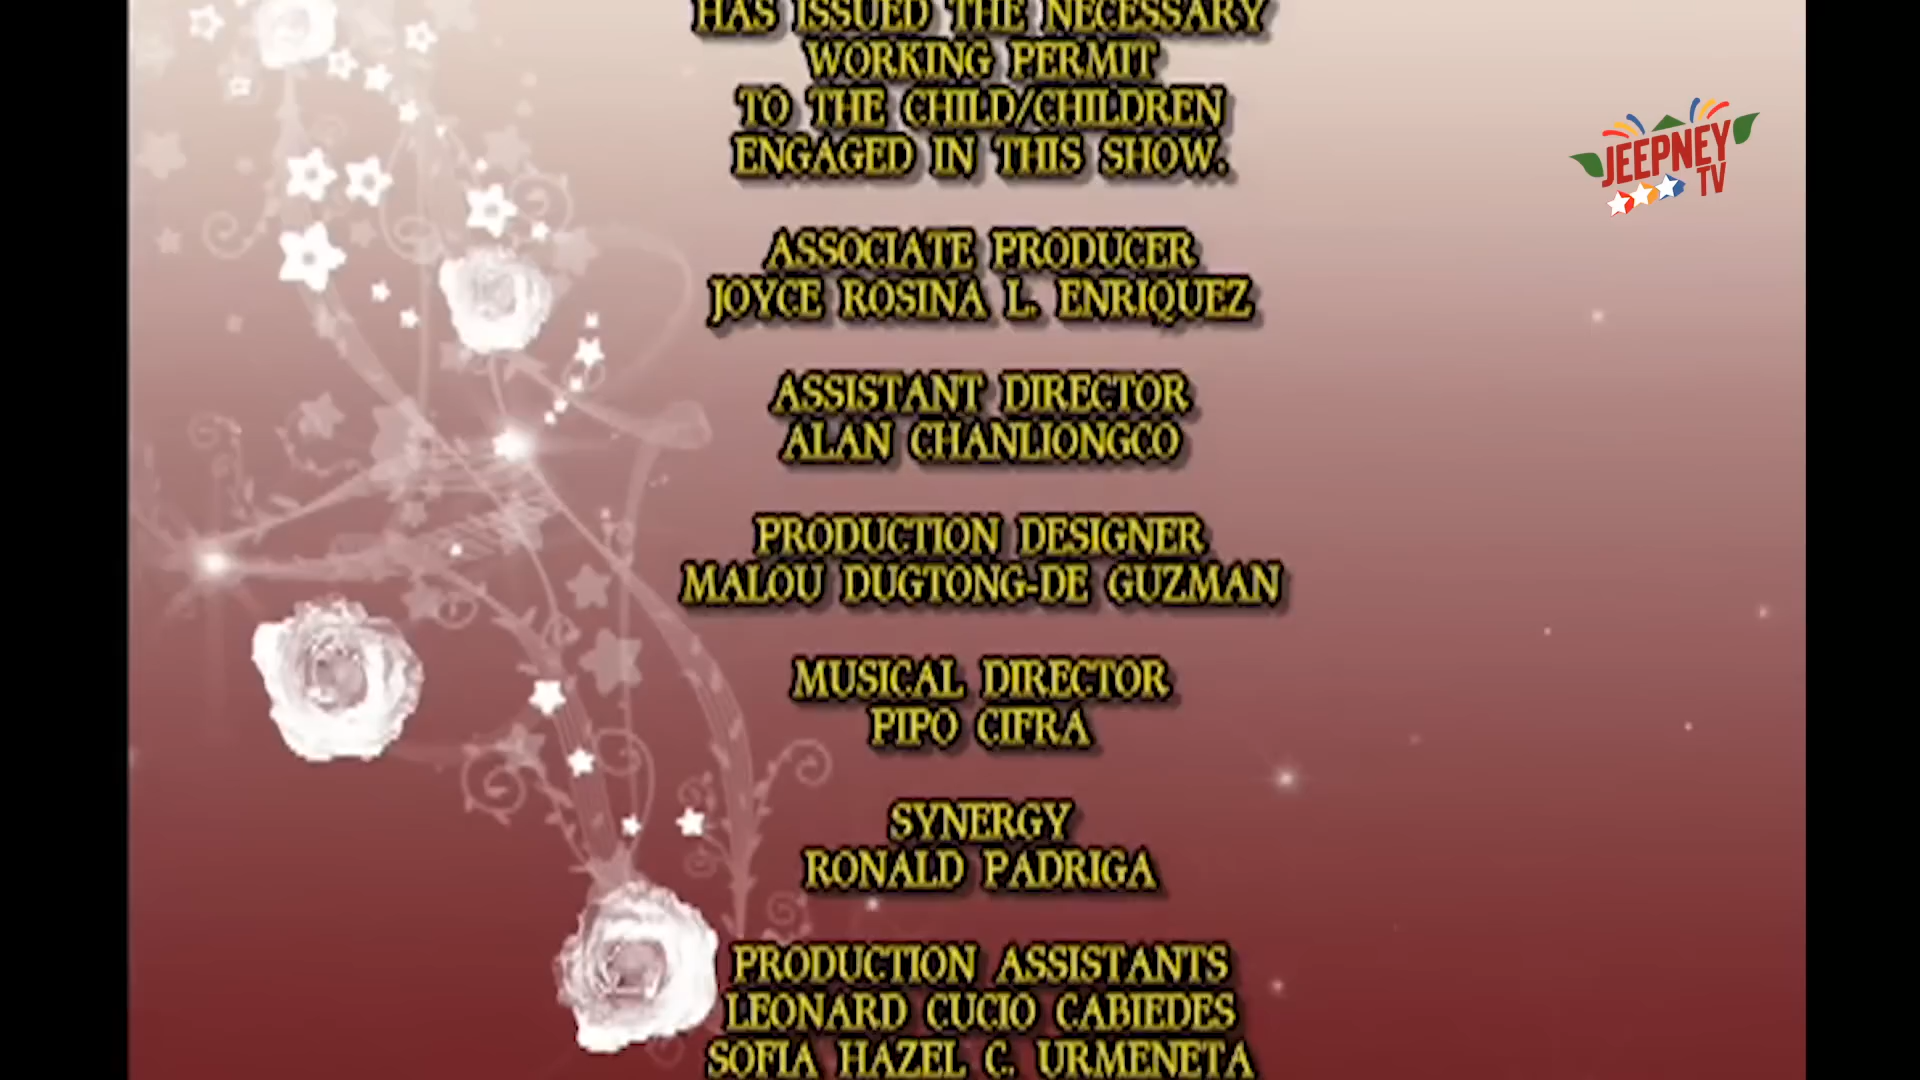 HAS ISSUED THE NECESSARY
WORKING PERMIT
TO THE CHILD/CHILDREN
ENGAGED IN THIS SHOW.
JEEPNEY
TV
ASSOCIATE PRODUCER
JOYCE ROSINA L. ENRIQUEZ
ASSISTANT DIRECTOR
ALAN CHANLIONGCO
PRODUCTION DESIGNER
MALOU DUGTONG-DE GUZMAN
MUSICAL DIRECTOR
PIPO CIFRA
SYNERGY
RONALD PADRIGA
PRODUCTION ASSISTANTS
LEONARD CUCIO CABIEDES
SOFIA HAZEL C. URMENETA